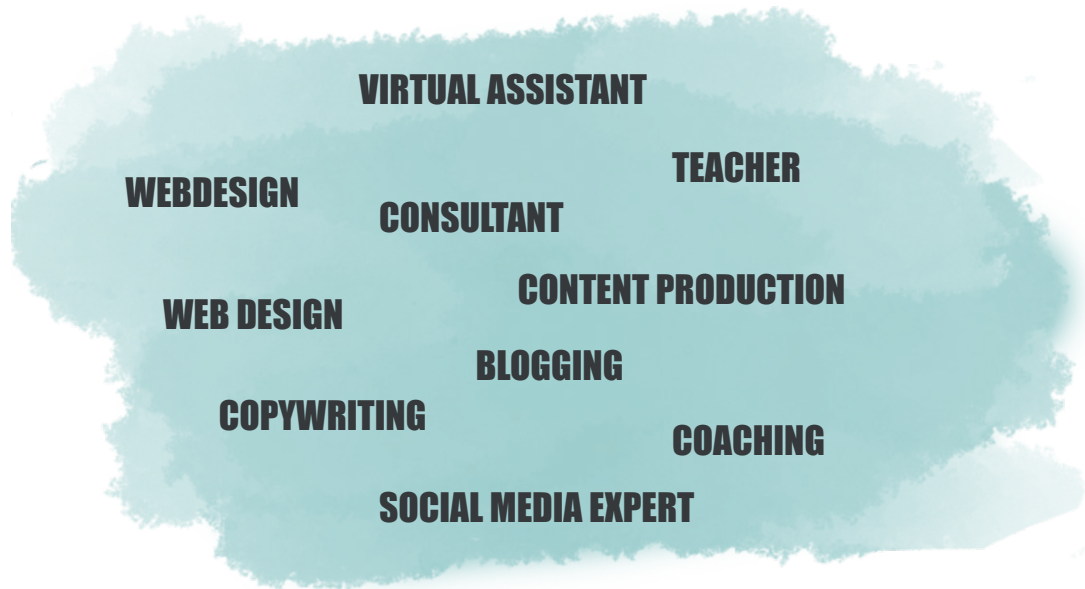 VIRTUAL ASSISTANT
TEACHER
WEBDESIGN
CONSULTANT
CONTENT PRODUCTION
WEB DESIGN
BLOGGING
COPYWRITING
COACHING
SOCIAL MEDIA EXPERT